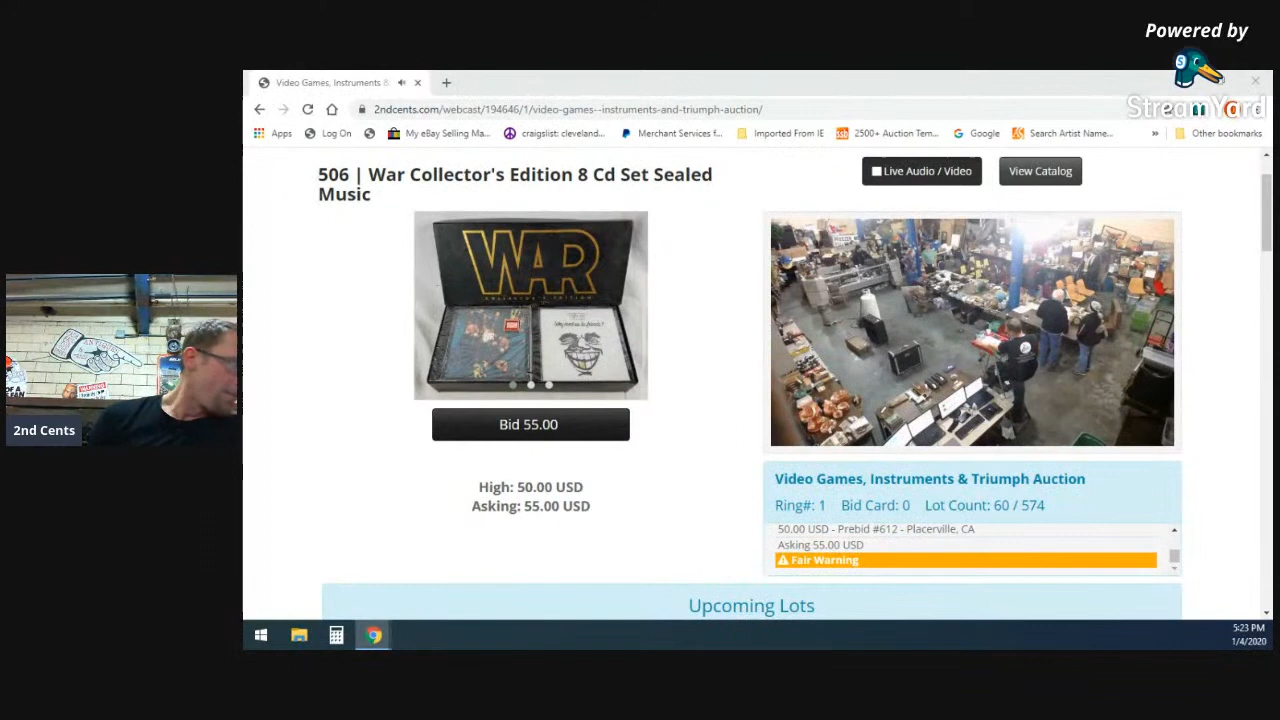 Powered by
StreamYard
Video Games, Instruments &
2ndcents.com/webcast/194646/1/video-games--instruments-and-triumph-auction/
Apps
Log On
My eBay Selling Ma...
craigslist: cleveland...
Merchant Services f...
Imported From IE
2500+ Auction Tem...
Google
Search Artist Name...
»
Other bookmarks
506 | War Collector's Edition 8 Cd Set Sealed
Music
Live Audio / Video
View Catalog
WAR
COLLECTOR'S EDITION
Bid 55.00
High: 50.00 USD
Asking: 55.00 USD
Video Games, Instruments & Triumph Auction
Ring#: 1 Bid Card: 0 Lot Count: 60 / 574
50.00 USD - Prebid #612 - Placerville, CA
Asking 55.00 USD
Fair Warning
Upcoming Lots
2nd Cents
5:23 PM
1/4/2020